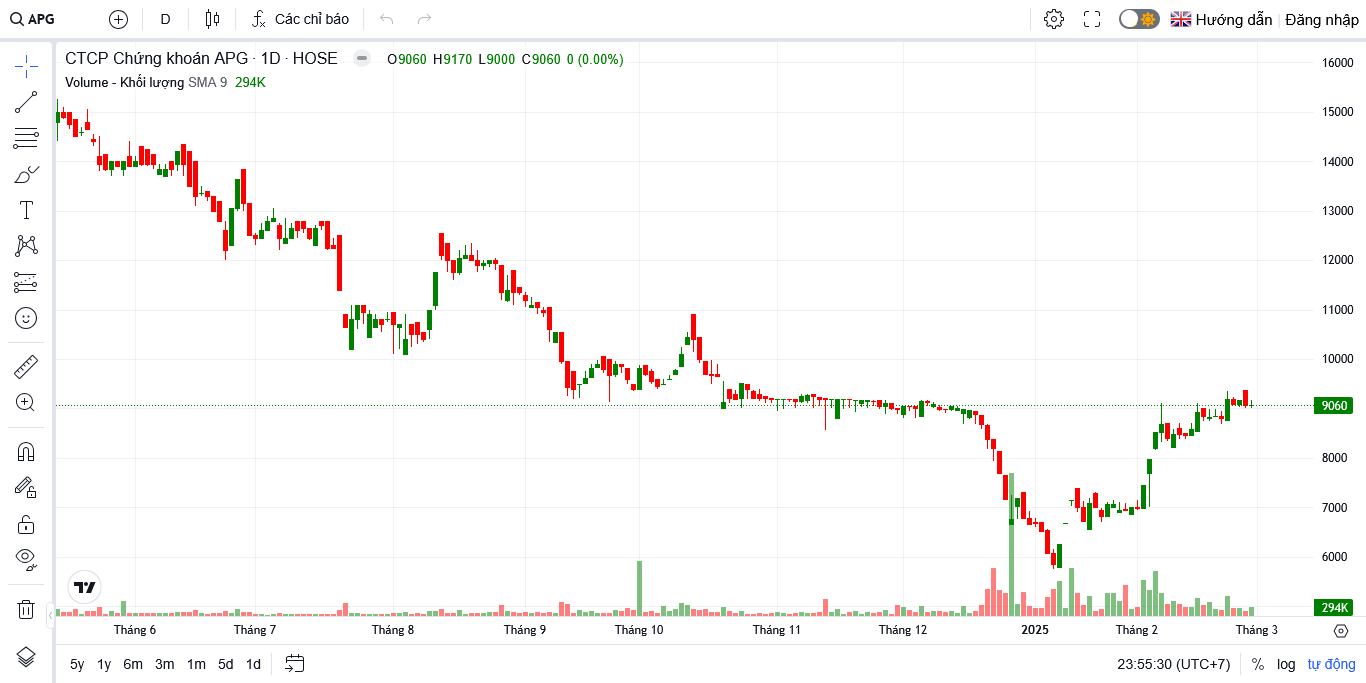 APG D Các chỉ báo Hướng dẫn Đăng nhập
CTCP Chứng khoán APG · 1D · HOSE O9060 H9170 L9000 C9060 0 (0.00%)
Volume - Khối lượng SMA 9 294K
16000
15000
14000
13000
12000
11000
10000
9060
8000
7000
6000
294K
Tháng 6 Tháng 7 Tháng 8 Tháng 9 Tháng 10 Tháng 11 Tháng 12 2025 Tháng 2 Tháng 3
5y 1y 6m 3m 1m 5d 1d 23:55:30 (UTC+7) % log tự động